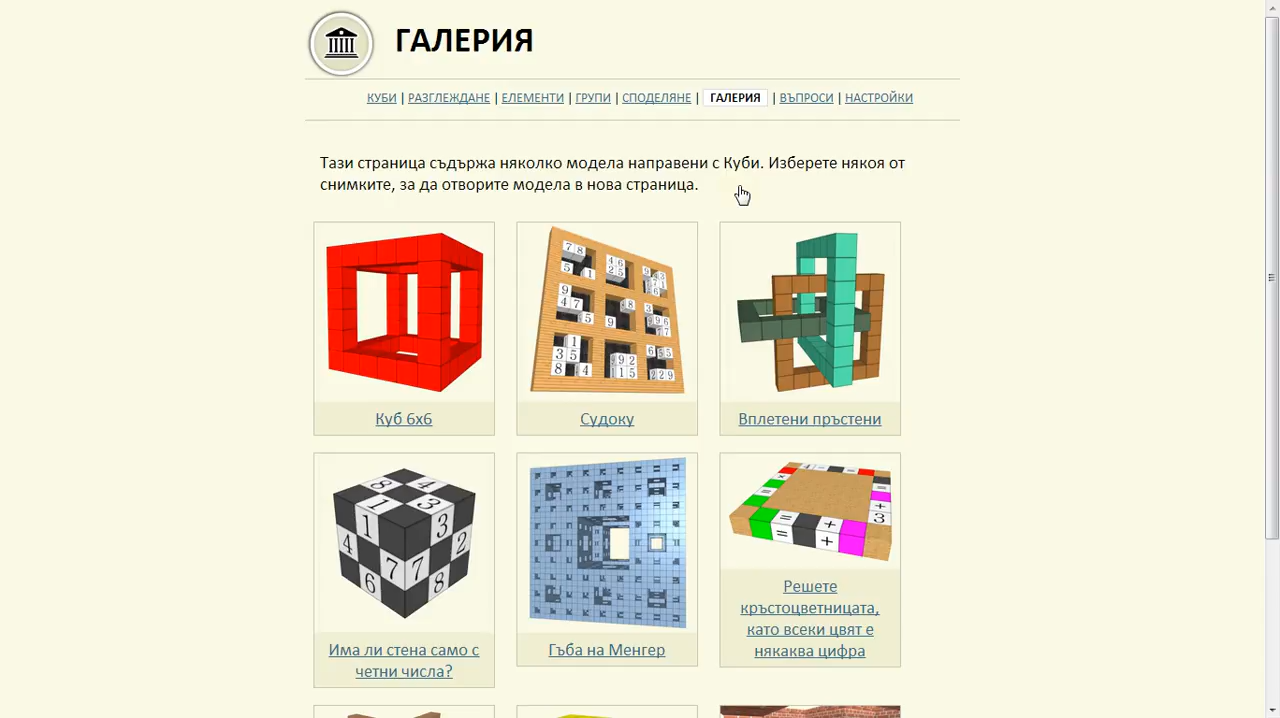 ГАЛЕРИЯ
КУБИ | РАЗГЛЕЖДАНЕ | ЕЛЕМЕНТИ | ГРУПИ | СПОДЕЛЯНЕ | ГАЛЕРИЯ | ВЪПРОСИ | НАСТРОЙКИ
Тази страница съдържа няколко модела направени с Куби. Изберете някоя от
снимките, за да отворите модела в нова страница.
Куб 6x6
Судоку
Вплетени пръстени
Има ли стена само с
четни числа?
Гъба на Менгер
Решете
кръстоцветницата,
като всеки цвят е
някаква цифра